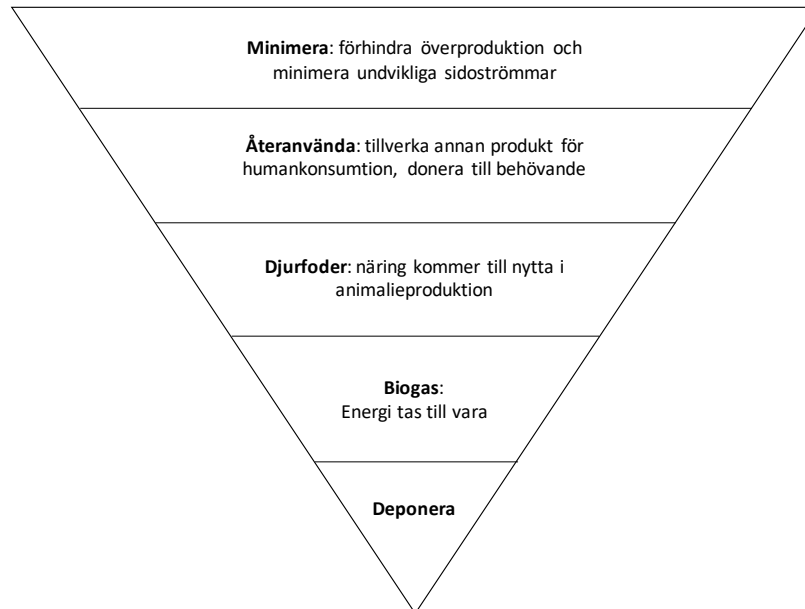 Minimera: förhindra överproduktion och
minimera undvikliga sidoströmmar
Återanvända: tillverka annan produkt för
humankonsumtion, donera till behövande
Djurfoder: näring kommer till nytta i
animalieproduktion
Biogas:
Energi tas till vara
Deponera